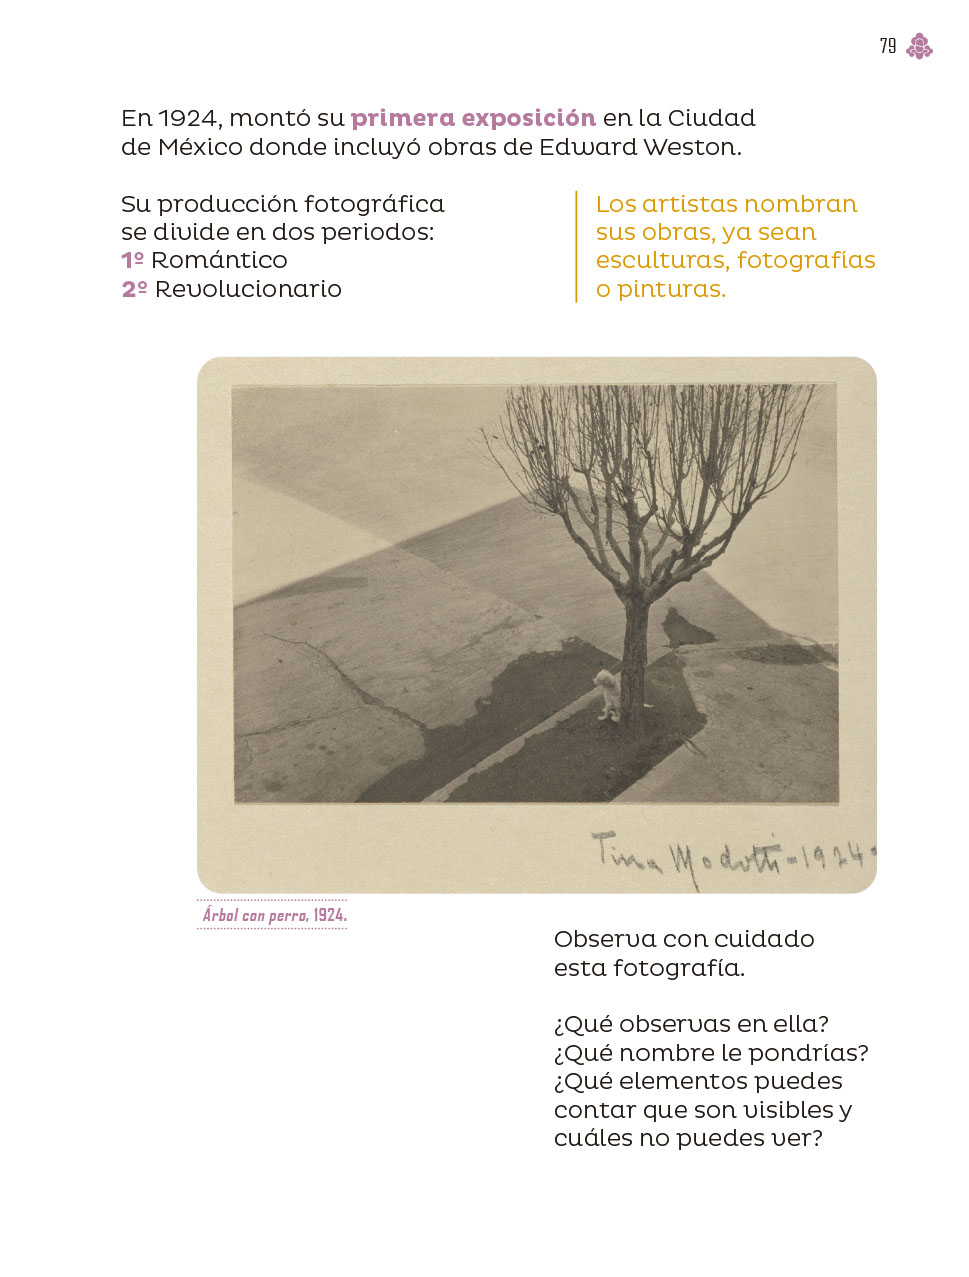 79
En 1924, montó su primera exposición en la Ciudad
de México donde incluyó obras de Edward Weston.
Su producción fotográfica
se divide en dos periodos:
1º Romántico
2º Revolucionario
Los artistas nombran
sus obras, ya sean
esculturas, fotografías
o pinturas.
Tina Modotti - 1924 -
Árbol con perro, 1924.
Observa con cuidado
esta fotografía.
¿Qué observas en ella?
¿Qué nombre le pondrías?
¿Qué elementos puedes
contar que son visibles y
cuáles no puedes ver?